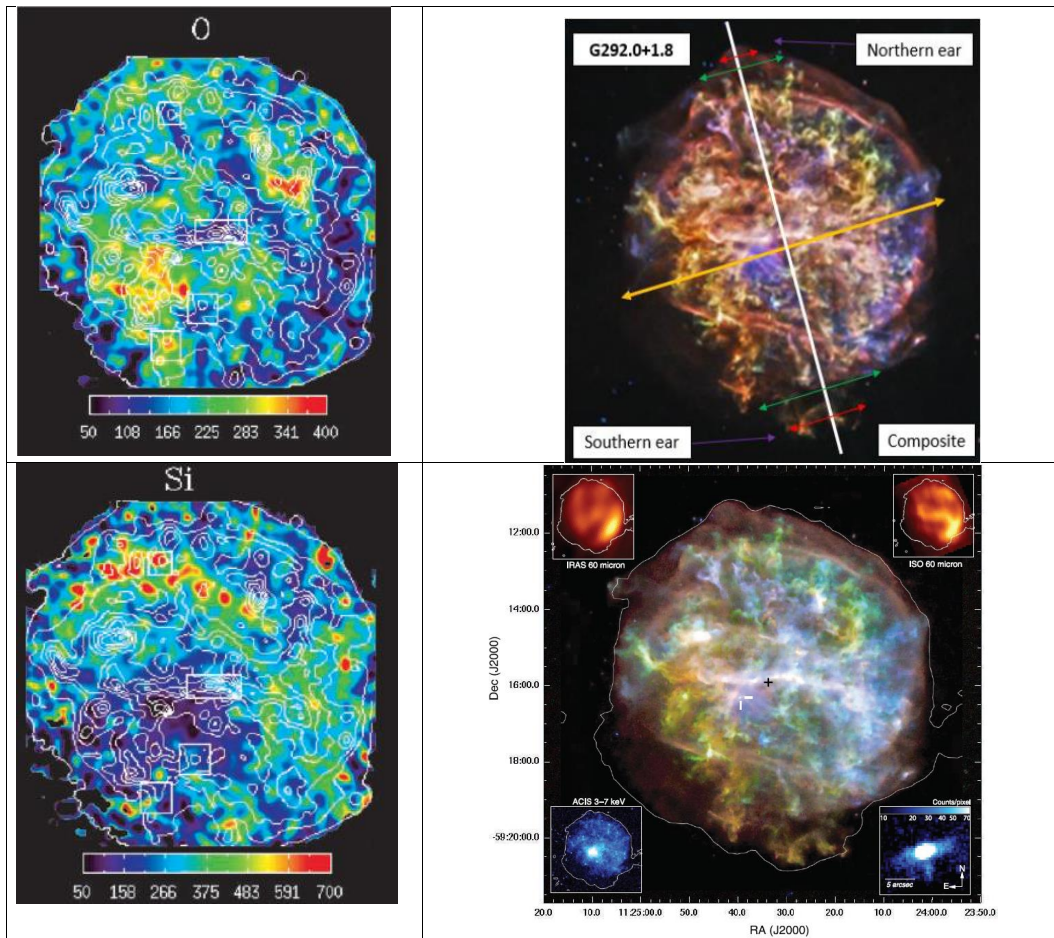 O
50 108 166 225 283 341 400
G292.0+1.8
Northern ear
Southern ear
Composite
Si
50 158 266 375 483 591 700
IRAS 60 micron
ISO 60 micron
12:00.0
14:00.0
16:00.0
18:00.0
-59:20:00.0
Dec (J2000)
ACIS 3–7 keV
Counts/pixel
10 20 30 40 50 70
5 arcsec
N
E
20.0 10.0 11:25:00.0 50.0 40.0 30.0 20.0 10.0 24:00.0 23:50.0
RA (J2000)